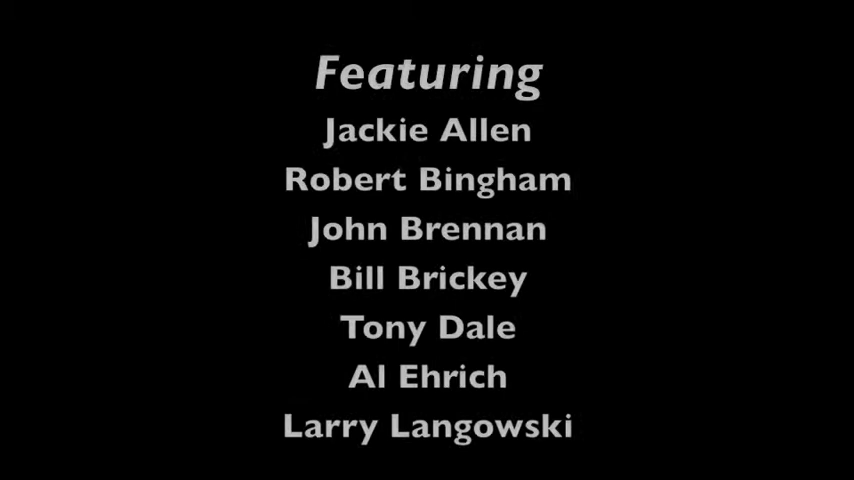 Featuring
Jackie Allen
Robert Bingham
John Brennan
Bill Brickey
Tony Dale
Al Ehrich
Larry Langowski